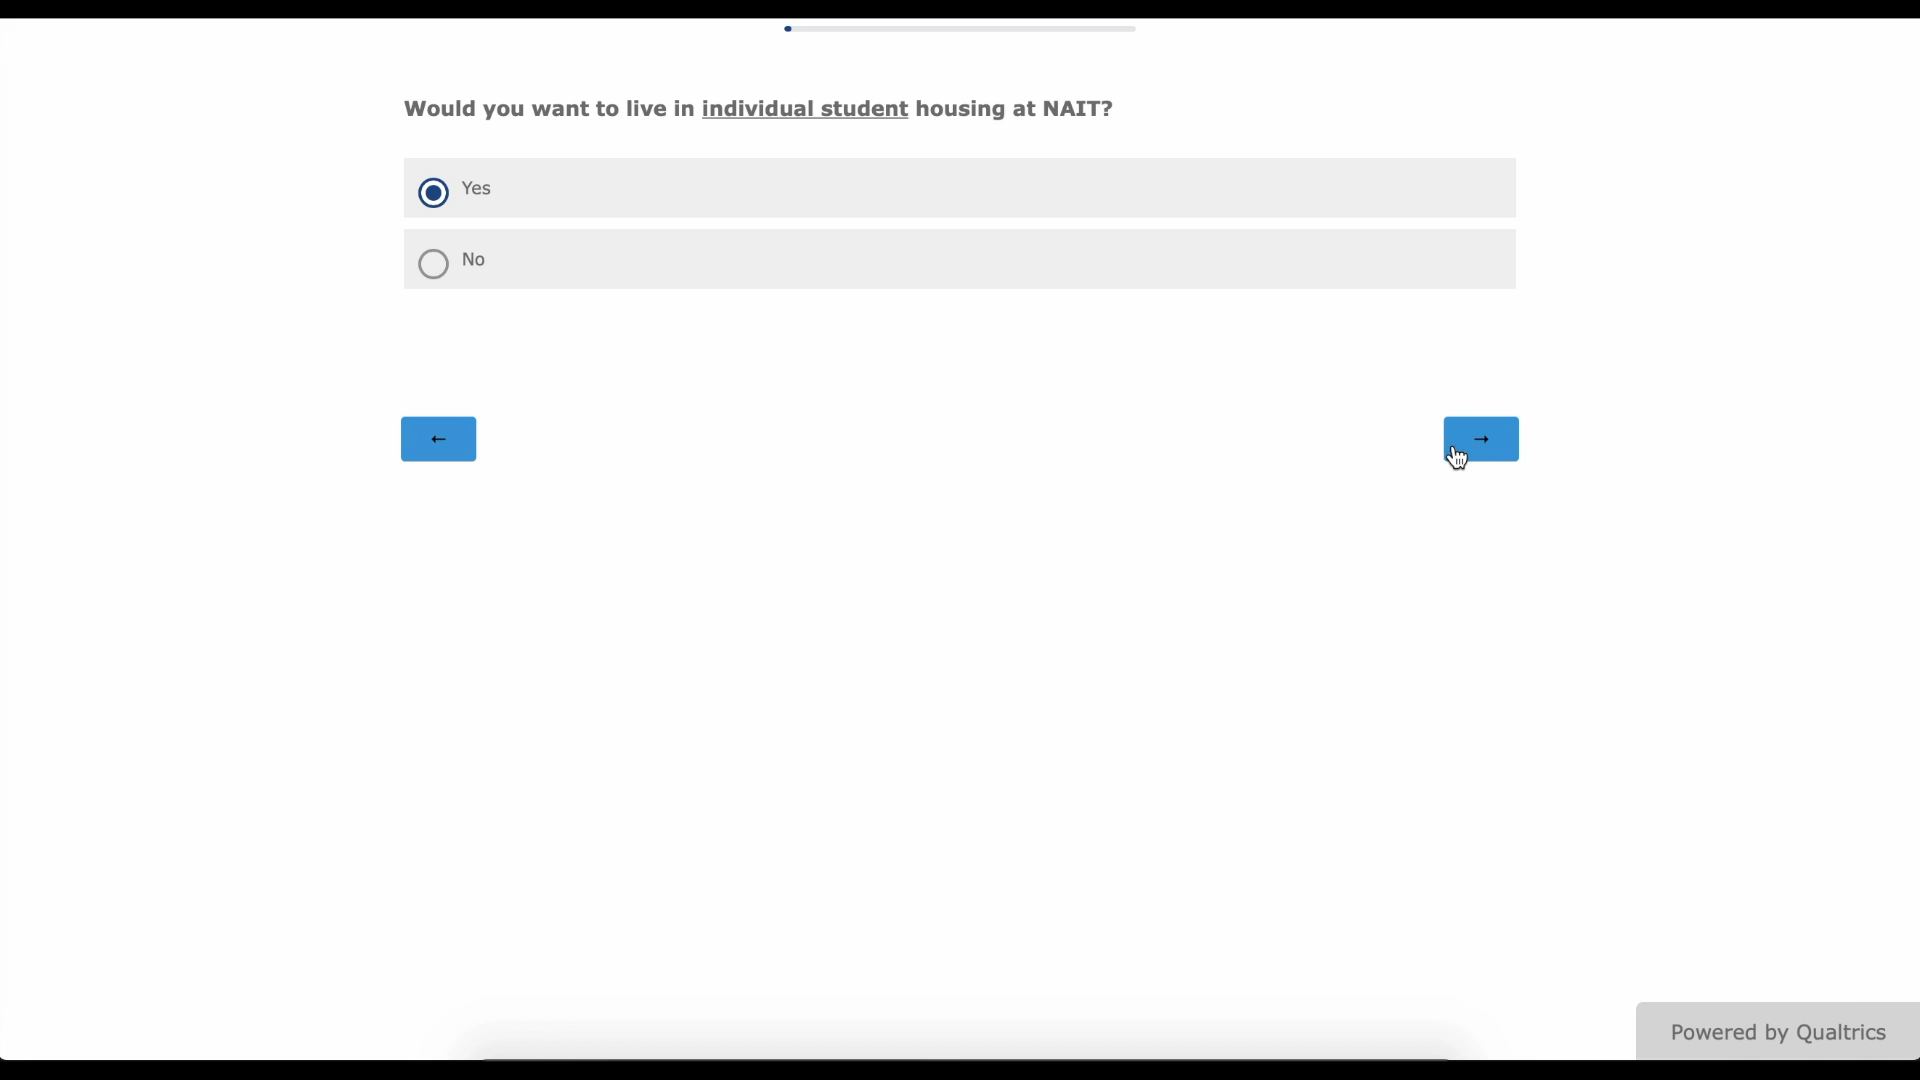 Would you want to live in individual student housing at NAIT?
Yes
No
←
→
Powered by Qualtrics